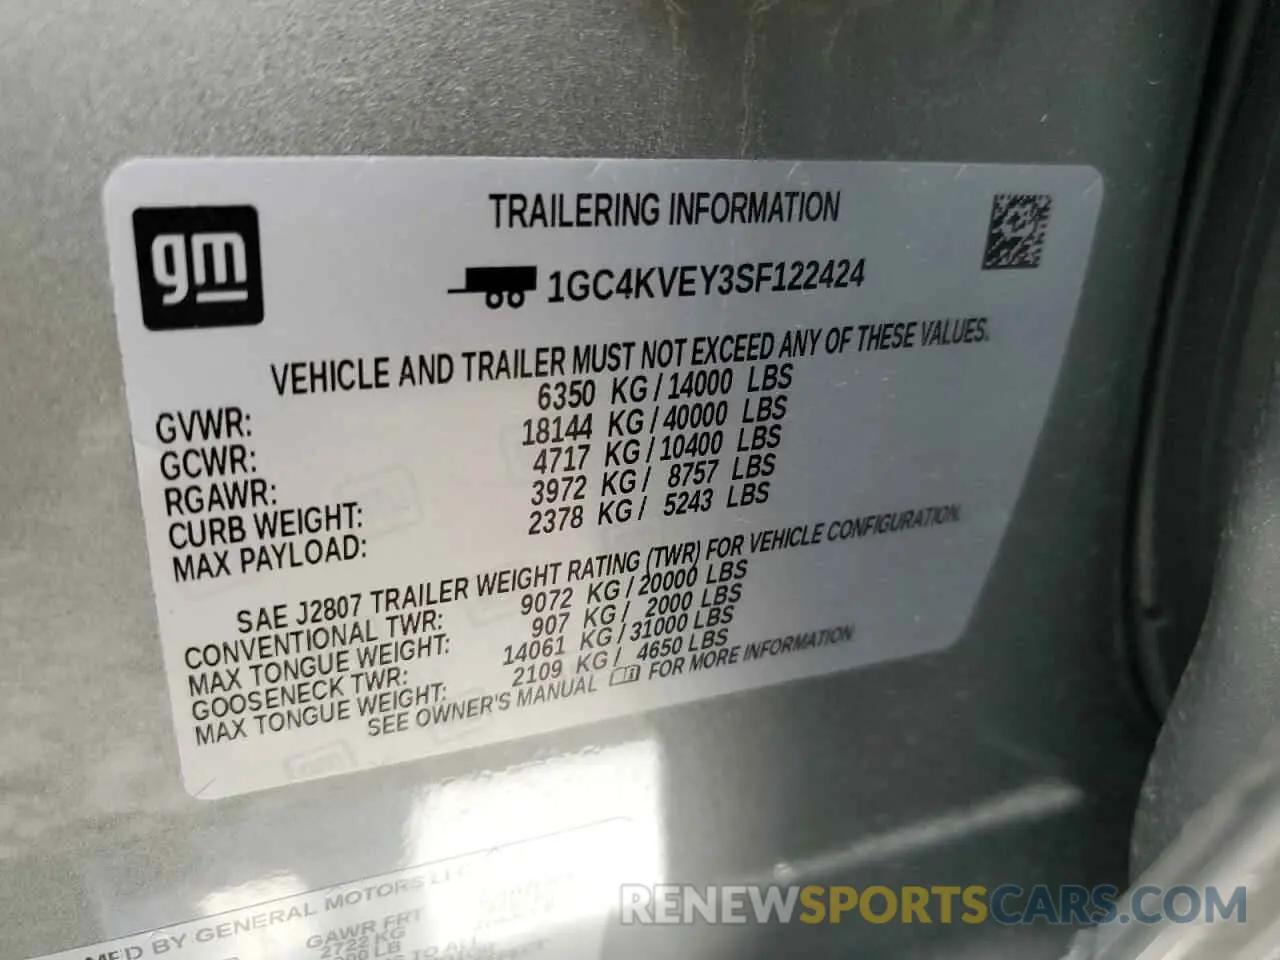 gm
TRAILERING INFORMATION
1GC4KVEY3SF122424
VEHICLE AND TRAILER MUST NOT EXCEED ANY OF THESE VALUES.
GVWR: 6350 KG / 14000 LBS
GCWR: 18144 KG / 40000 LBS
RGAWR: 4717 KG / 10400 LBS
CURB WEIGHT: 3972 KG / 8757 LBS
MAX PAYLOAD: 2378 KG / 5243 LBS
SAE J2807 TRAILER WEIGHT RATING (TWR) FOR VEHICLE CONFIGURATION.
CONVENTIONAL TWR: 9072 KG / 20000 LBS
MAX TONGUE WEIGHT: 907 KG / 2000 LBS
GOOSENECK TWR: 14061 KG / 31000 LBS
MAX TONGUE WEIGHT: 2109 KG / 4650 LBS
SEE OWNER'S MANUAL FOR MORE INFORMATION
BY GENERAL MOTORS
GAWR FRT
2722 KG
LB
TO ALL
RENEWSPORTSCARS.COM